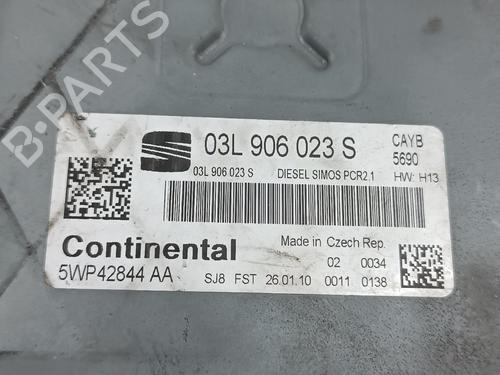 B-PARTS
03L 906 023 S
CAYB
5690
03L 906 023 S DIESEL SIMOS PCR2.1 HW: H13
Continental
Made in Czech Rep.
5WP42844 AA
02 0034
SJ8 FST 26.01.10 0011 0138